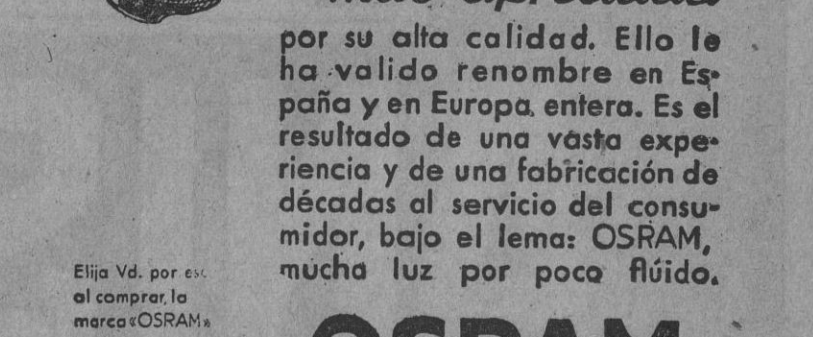 por su alta calidad. Ello le
ha valido renombre en Es-
paña y en Europa entera. Es el
resultado de una vasta expe-
riencia y de una fabricación de
décadas al servicio del consu-
midor, bajo el lema: OSRAM,
mucha luz por poco flúido.
Elija Vd. por
al comprar, la
marca «OSRAM»
OSRAM